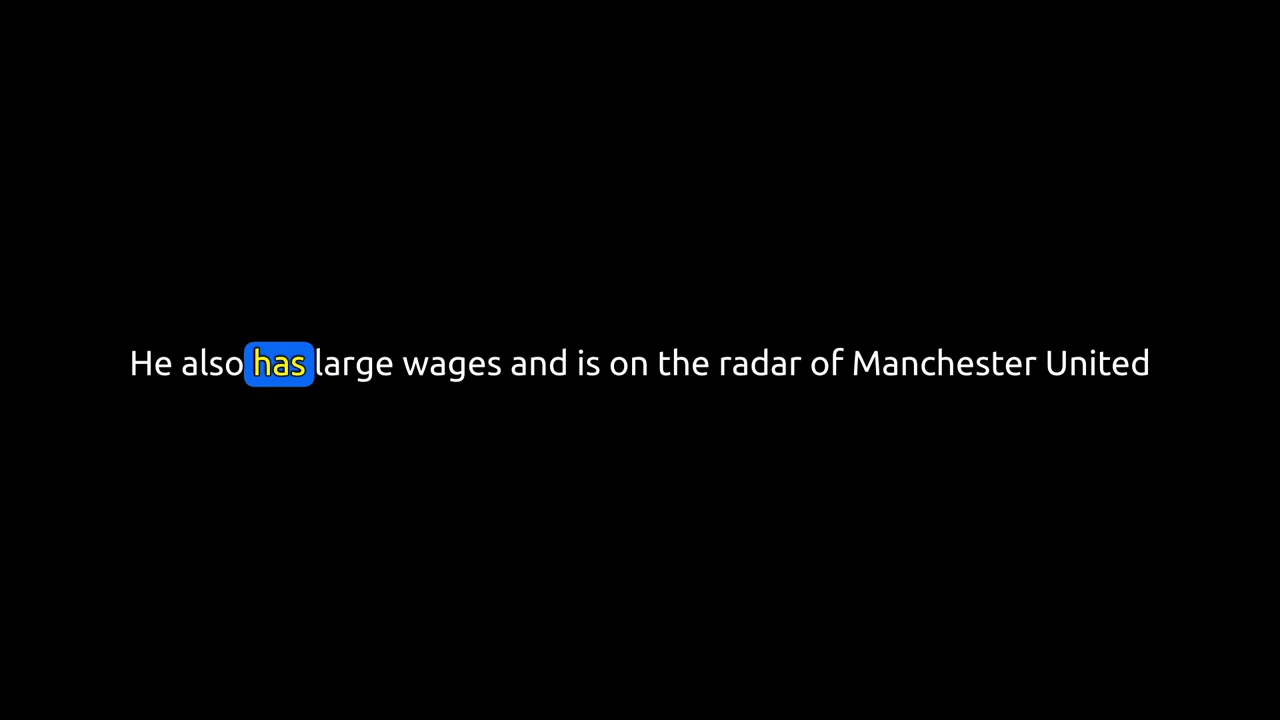 He also has large wages and is on the radar of Manchester United